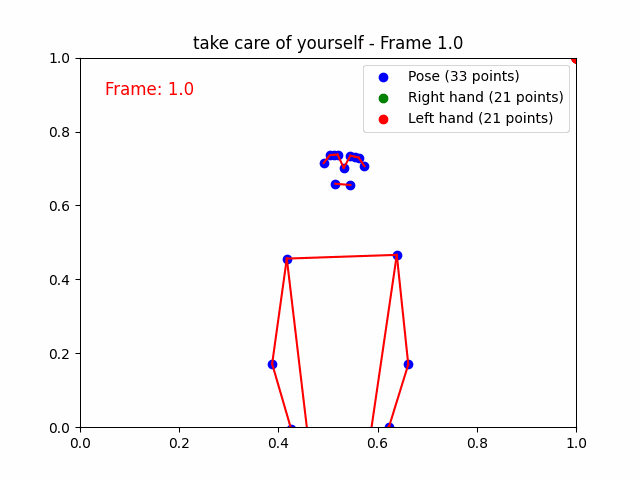 take care of yourself - Frame 1.0
Frame: 1.0
Pose (33 points)
Right hand (21 points)
Left hand (21 points)
1.0
0.8
0.6
0.4
0.2
0.0
0.0 0.2 0.4 0.6 0.8 1.0